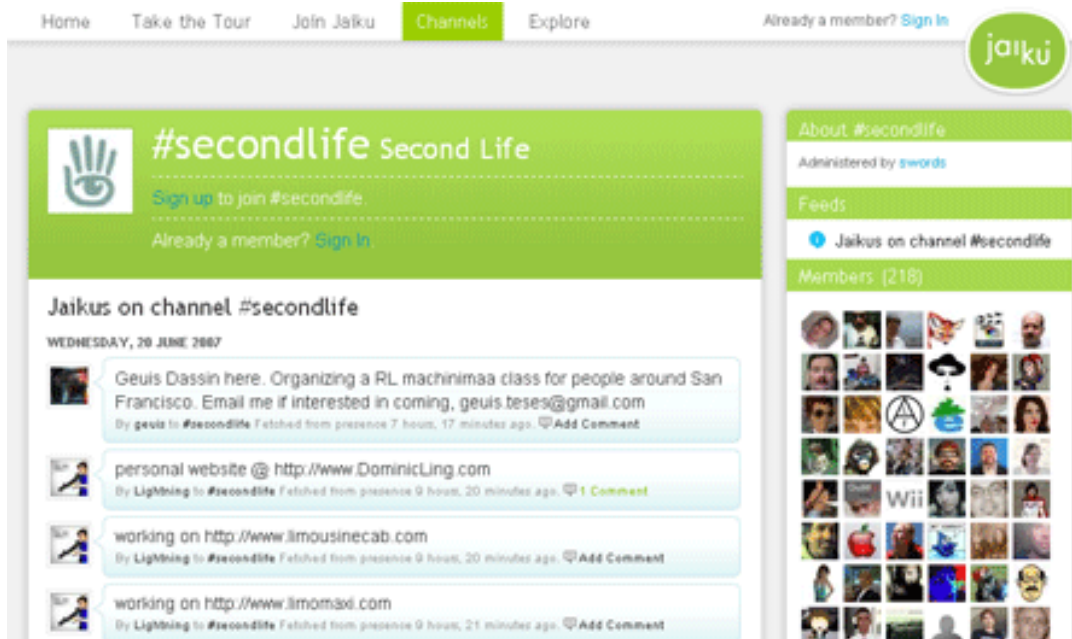 Home Take the Tour Join Jaiku Channels Explore
Already a member? Sign In
jaiku
#secondlife Second Life
Sign up to join #secondlife.
Already a member? Sign In
Jaikus on channel #secondlife
WEDNESDAY, 20 JUNE 2007
Geuis Dassin here. Organizing a RL machinimaa class for people around San
Francisco. Email me if interested in coming, geuis.teses@gmail.com
By geuis to #secondlife Fetched from presence 7 hours, 17 minutes ago. Add Comment
personal website @ http://www.DominicLing.com
By Lightning to #secondlife Fetched from presence 9 hours, 20 minutes ago. 1 Comment
working on http://www.limousinecab.com
By Lightning to #secondlife Fetched from presence 9 hours, 20 minutes ago. Add Comment
working on http://www.limomaxi.com
By Lightning to #secondlife Fetched from presence 9 hours, 21 minutes ago. Add Comment
About #secondlife
Administered by swords
Feeds
Jaikus on channel #secondlife
Members (218)
Wii